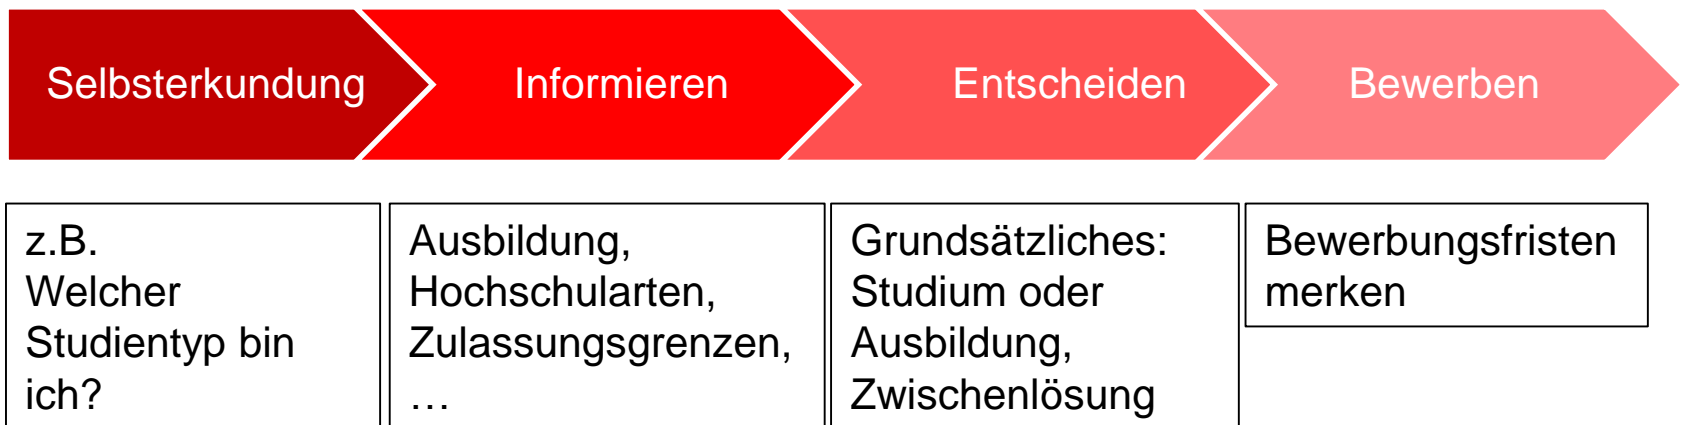 Selbsterkundung
Informieren
Entscheiden
Bewerben
z.B.
Welcher
Studientyp bin
ich?
Ausbildung,
Hochschularten,
Zulassungsgrenzen,
…
Grundsätzliches:
Studium oder
Ausbildung,
Zwischenlösung
Bewerbungsfristen
merken